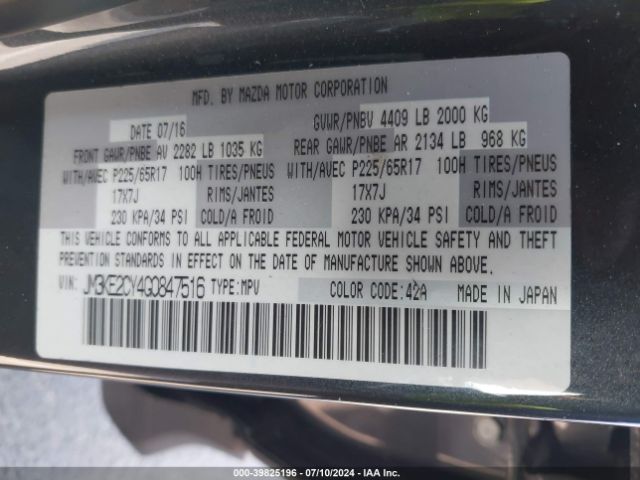 MFD. BY MAZDA MOTOR CORPORATION
DATE 07/16 GVWR/PNBV 4409 LB 2000 KG
FRONT GAWR/PNBE AV 2282 LB 1035 KG REAR GAWR/PNBE AR 2134 LB 968 KG
WITH/AVEC P225/65R17 100H TIRES/PNEUS WITH/AVEC P225/65R17 100H TIRES/PNEUS
17X7J RIMS/JANTES 17X7J RIMS/JANTES
230 KPA/34 PSI COLD/A FROID 230 KPA/34 PSI COLD/A FROID
THIS VEHICLE CONFORMS TO ALL APPLICABLE FEDERAL MOTOR VEHICLE SAFETY AND THEFT
PREVENTION STANDARDS IN EFFECT ON THE DATE OF MANUFACTURE SHOWN ABOVE.
VIN: JM3KE2CY4G0847516 TYPE:MPV COLOR CODE:42A MADE IN JAPAN
000-39825196 - 07/10/2024 - IAA Inc.